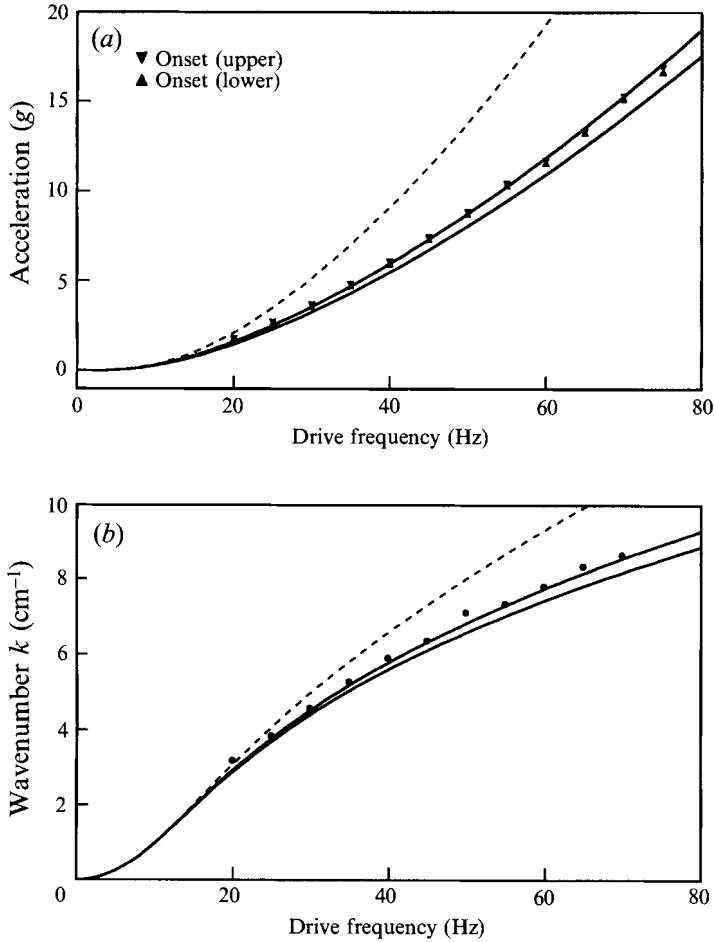 (a)
▼ Onset (upper)
▲ Onset (lower)
Acceleration (g)
20
15
10
5
0
0 20 40 60 80
Drive frequency (Hz)
(b)
Wavenumber k (cm⁻¹)
10
8
6
4
2
0
20 40 60 80
Drive frequency (Hz)